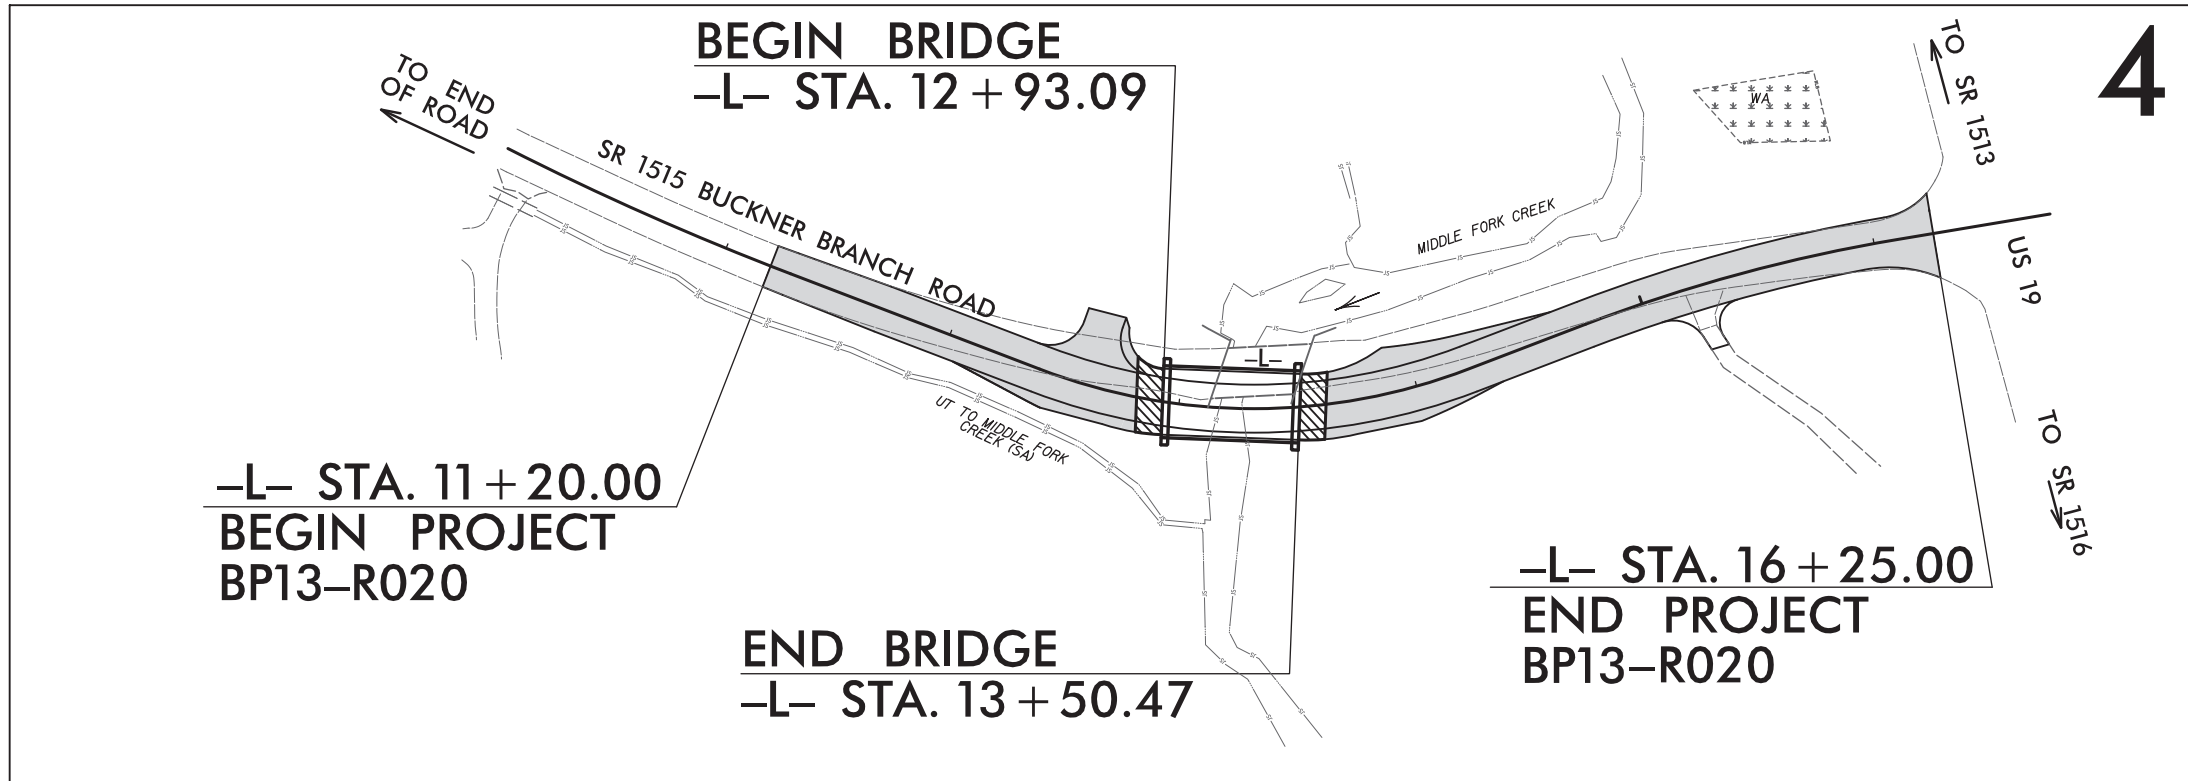 BEGIN BRIDGE
–L– STA. 12 + 93.09
4
TO END
OF ROAD
SR 1515 BUCKNER BRANCH ROAD
WA
TO SR 1513
MIDDLE FORK CREEK
US 19
–L–
UT TO MIDDLE FORK
CREEK (SA)
TO SR 1516
–L– STA. 11 + 20.00
BEGIN PROJECT
BP13–R020
–L– STA. 16 + 25.00
END PROJECT
BP13–R020
END BRIDGE
–L– STA. 13 + 50.47